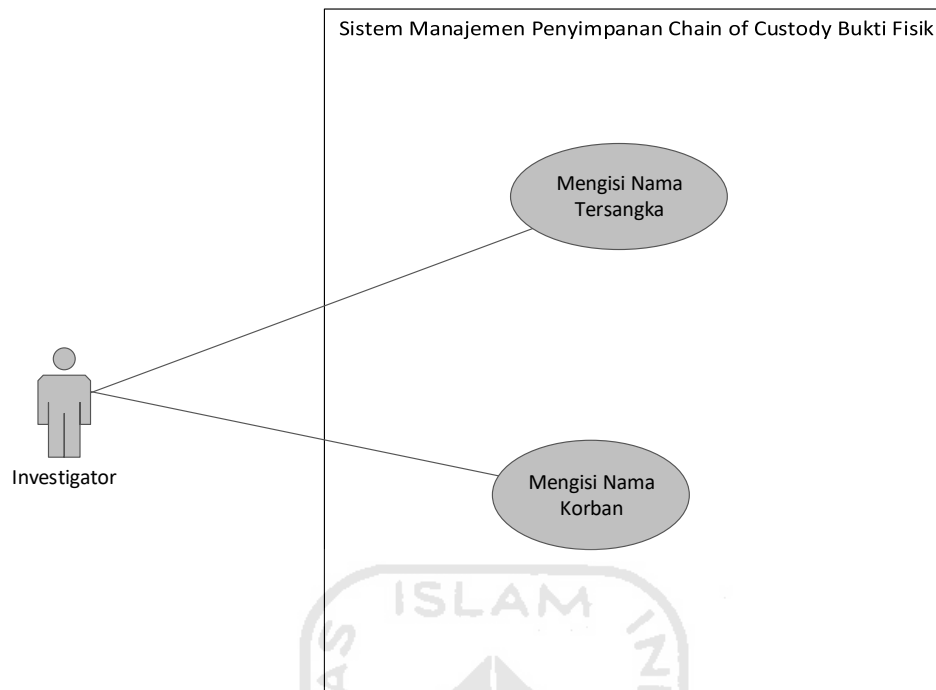 Sistem Manajemen Penyimpanan Chain of Custody Bukti Fisik
Mengisi Nama
Tersangka
Investigator
Mengisi Nama
Korban
ISLAM